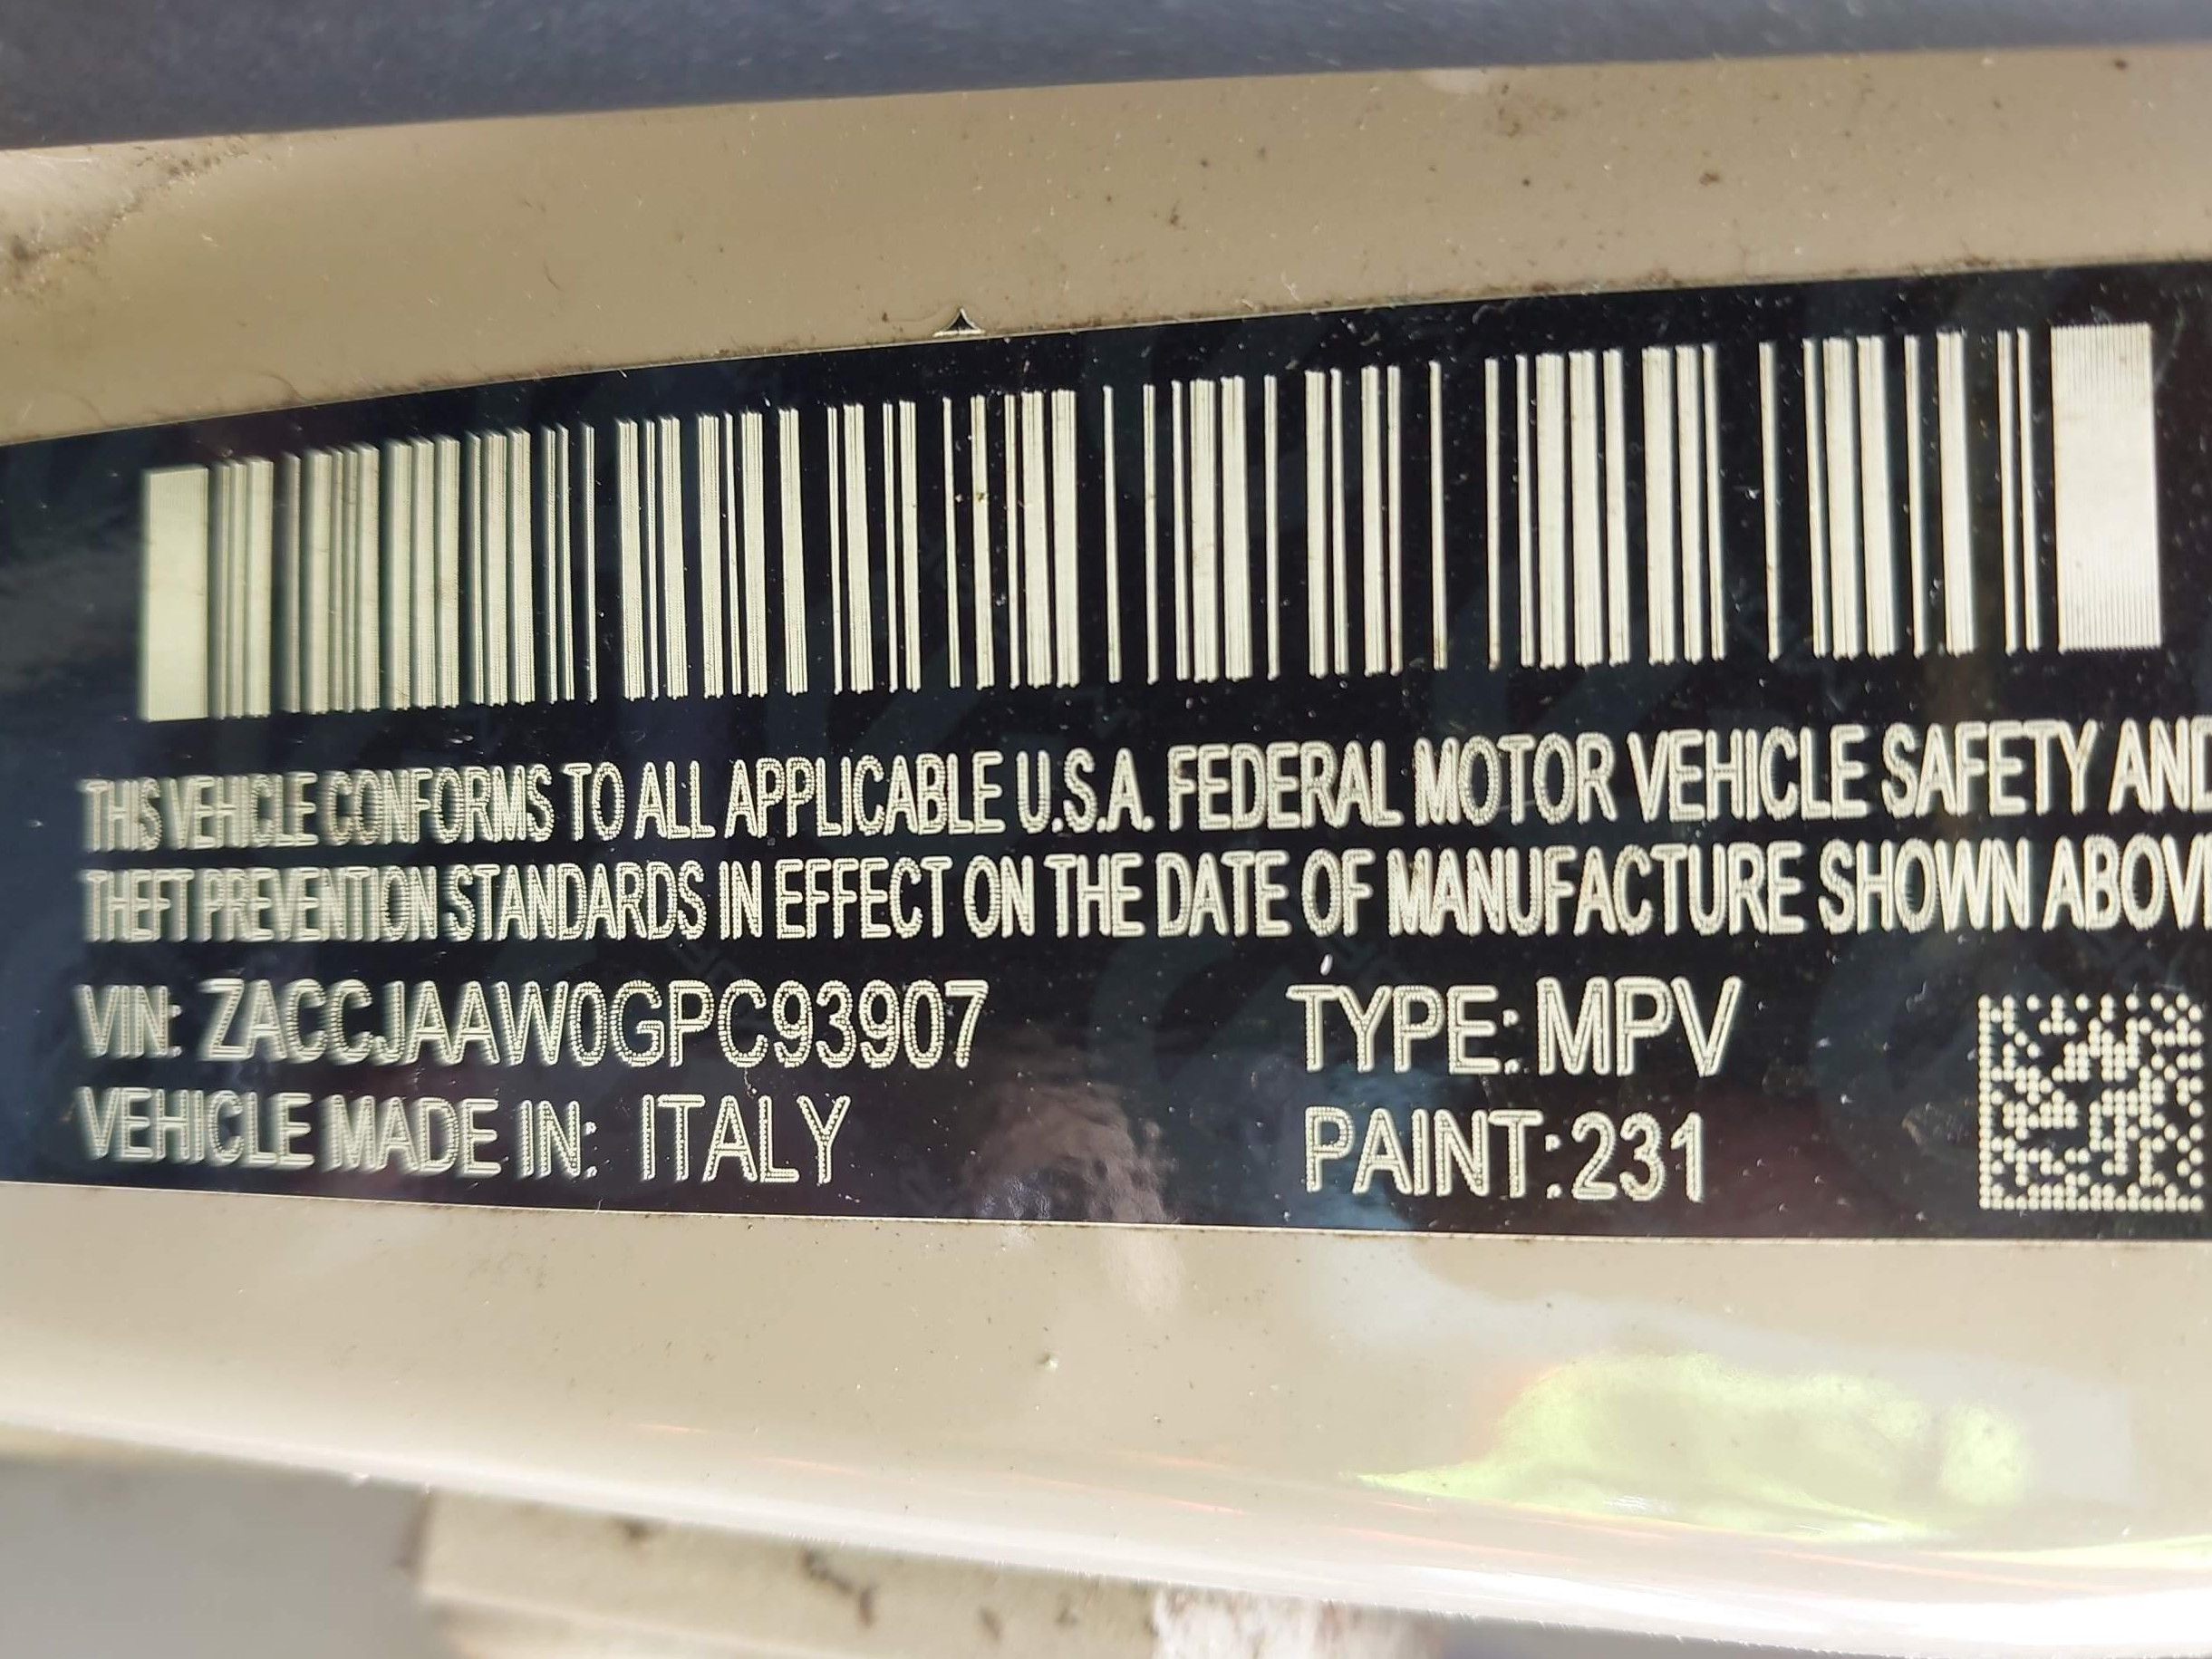 THIS VEHICLE CONFORMS TO ALL APPLICABLE U.S.A. FEDERAL MOTOR VEHICLE SAFETY AND
THEFT PREVENTION STANDARDS IN EFFECT ON THE DATE OF MANUFACTURE SHOWN ABOV
VIN: ZACCJAAW0GPC93907 TYPE: MPV
VEHICLE MADE IN: ITALY PAINT: 231